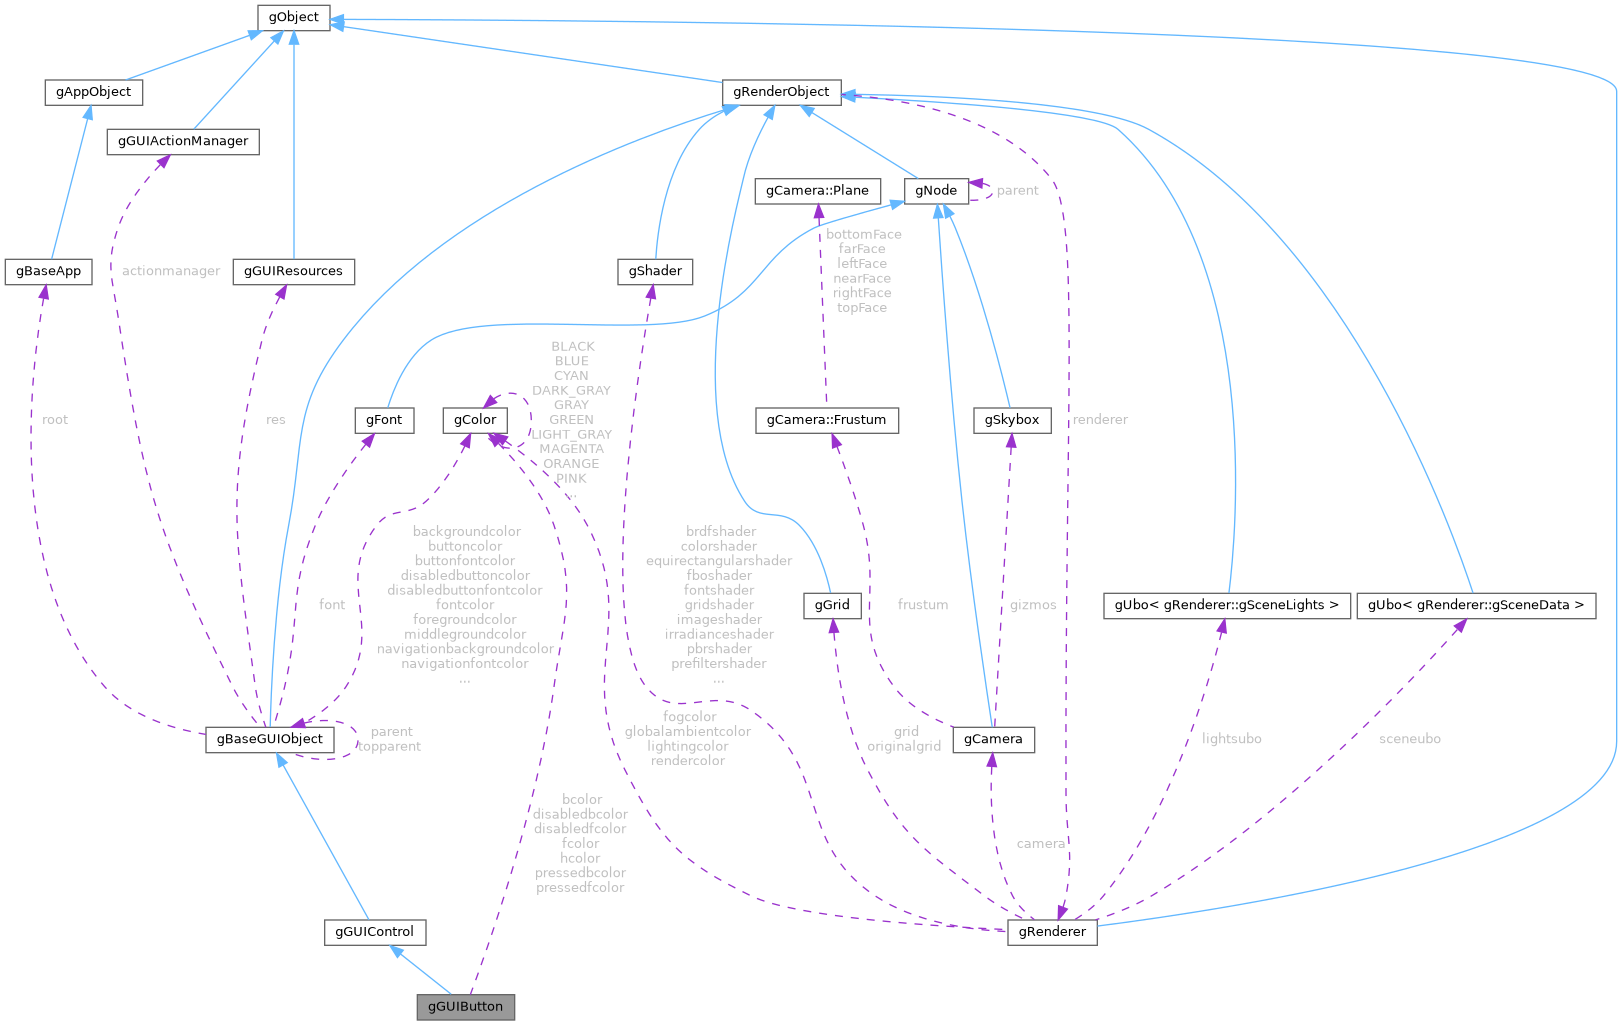 gObject
gAppObject
gRenderObject
gGUIActionManager
gCamera::Plane
gNode
parent
bottomFace
farFace
leftFace
nearFace
rightFace
topFace
gBaseApp
actionmanager
gGUIResources
gShader
BLACK
BLUE
CYAN
DARK_GRAY
GRAY
GREEN
LIGHT_GRAY
MAGENTA
ORANGE
PINK
...
root
res
gFont
gColor
gCamera::Frustum
gSkybox
renderer
backgroundcolor
buttoncolor
buttonfontcolor
disabledbuttoncolor
disabledbuttonfontcolor
fontcolor
foregroundcolor
middlegroundcolor
navigationbackgroundcolor
navigationfontcolor
...
brdfshader
colorshader
equirectangularshader
fboshader
fontshader
gridshader
imageshader
irradianceshader
pbrshader
prefiltershader
...
font
gGrid
frustum
gizmos
gUbo< gRenderer::gSceneLights >
gUbo< gRenderer::gSceneData >
gBaseGUIObject
parent
topparent
fogcolor
globalambientcolor
lightingcolor
rendercolor
grid
originalgrid
gCamera
lightsubo
sceneubo
bcolor
disabledbcolor
disabledfcolor
fcolor
hcolor
pressedbcolor
pressedfcolor
camera
gGUIControl
gRenderer
gGUIButton